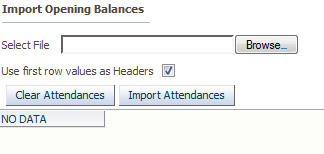 Import Opening Balances
Select File Browse...
Use first row values as Headers
Clear Attendances Import Attendances
NO DATA